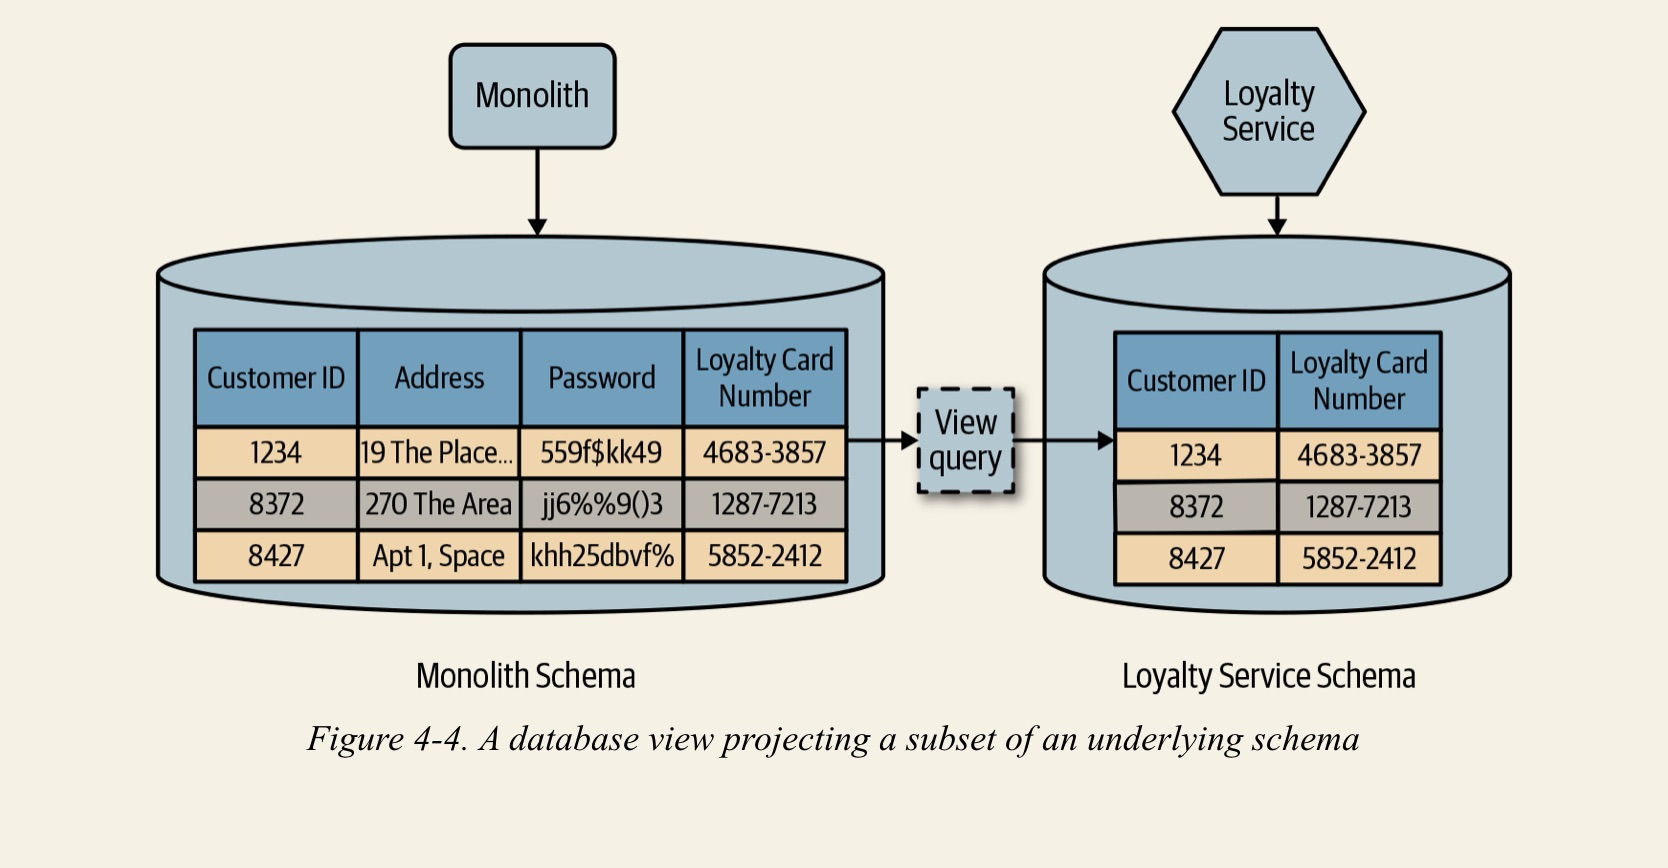 Monolith
Loyalty
Service
Customer ID
Address
Password
Loyalty Card
Number
1234
19 The Place...
559f$kk49
4683-3857
8372
270 The Area
jj6%%9()3
1287-7213
8427
Apt 1, Space
khh25dbvf%
5852-2412
View
query
Customer ID
Loyalty Card
Number
1234
4683-3857
8372
1287-7213
8427
5852-2412
Monolith Schema
Loyalty Service Schema
Figure 4-4. A database view projecting a subset of an underlying schema